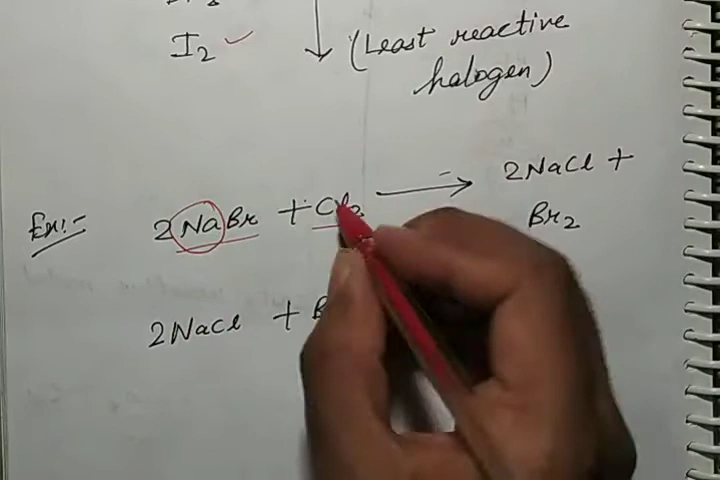 I2 ✓
(Least reactive
halogen)
Ex:- 2NaBr + Cl2 → 2NaCl +
Br2
2NaCl + B